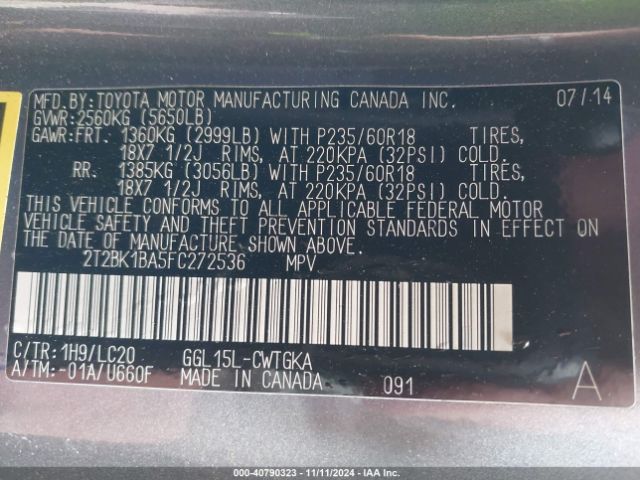 MFD.BY:TOYOTA MOTOR MANUFACTURING CANADA INC. 07/14
GVWR:2560KG (5650LB)
GAWR:FRT. 1360KG (2999LB) WITH P235/60R18 TIRES,
18X7 1/2J RIMS, AT 220KPA (32PSI) COLD.
RR. 1385KG (3056LB) WITH P235/60R18 TIRES,
18X7 1/2J RIMS, AT 220KPA (32PSI) COLD.
THIS VEHICLE CONFORMS TO ALL APPLICABLE FEDERAL MOTOR
VEHICLE SAFETY AND THEFT PREVENTION STANDARDS IN EFFECT ON
THE DATE OF MANUFACTURE SHOWN ABOVE.
2T2BK1BA5FC272536 MPV
C/TR: 1H9/LC20 GGL15L-CWTGKA
A/TM:-01A/U660F MADE IN CANADA 091 A
000-40790323 - 11/11/2024 - IAA Inc.